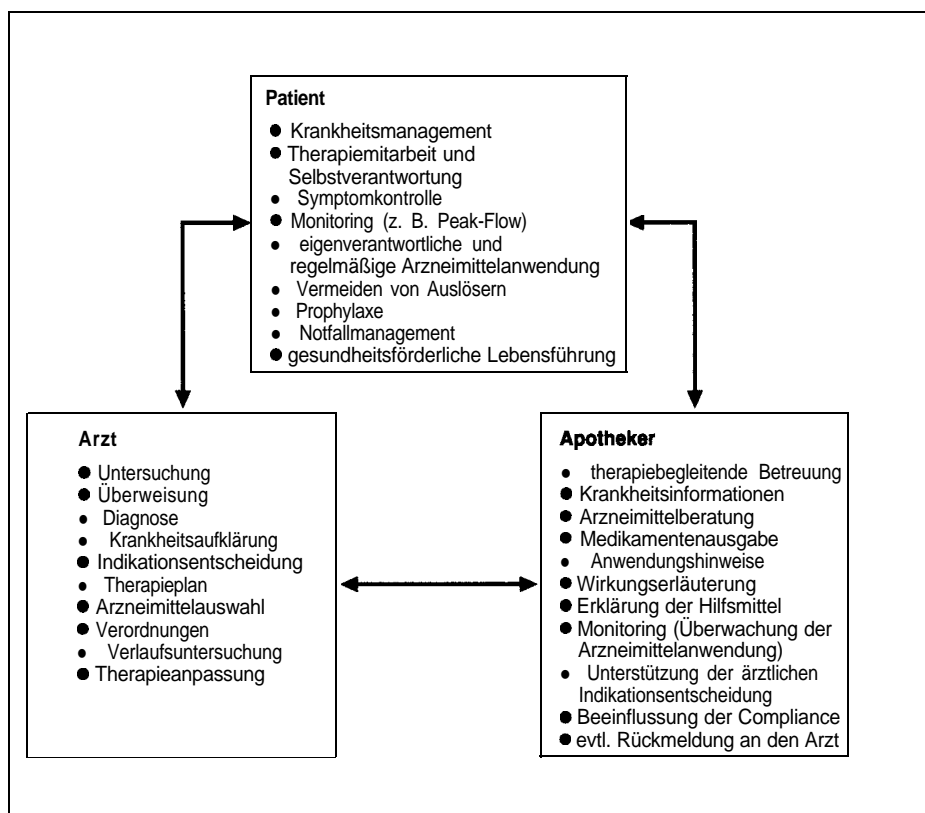 Patient
● Krankheitsmanagement
● Therapiemitarbeit und
Selbstverantwortung
● Symptomkontrolle
● Monitoring (z. B. Peak-Flow)
● eigenverantwortliche und
regelmäßige Arzneimittelanwendung
● Vermeiden von Auslösern
● Prophylaxe
● Notfallmanagement
● gesundheitsförderliche Lebensführung
Arzt
● Untersuchung
● Überweisung
● Diagnose
● Krankheitsaufklärung
● Indikationsentscheidung
● Therapieplan
● Arzneimittelauswahl
● Verordnungen
● Verlaufsuntersuchung
● Therapieanpassung
Apotheker
● therapiebegleitende Betreuung
● Krankheitsinformationen
● Arzneimittelberatung
● Medikamentenausgabe
● Anwendungshinweise
● Wirkungserläuterung
● Erklärung der Hilfsmittel
● Monitoring (Überwachung der
Arzneimittelanwendung)
● Unterstützung der ärztlichen
Indikationsentscheidung
● Beeinflussung der Compliance
● evtl. Rückmeldung an den Arzt